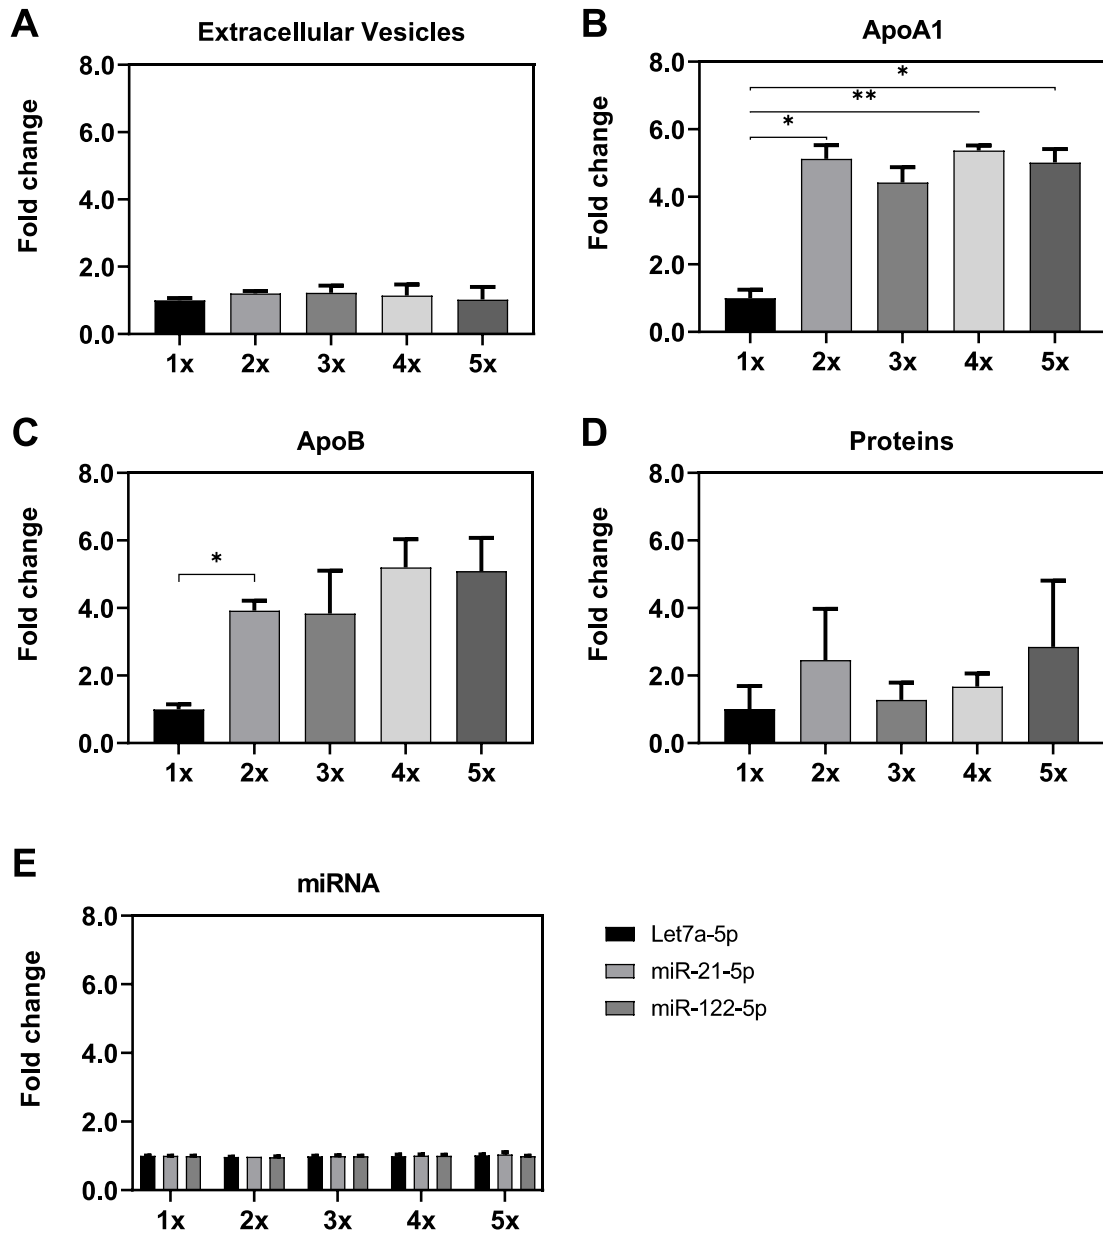 A
Extracellular Vesicles
Fold change
8.0
6.0
4.0
2.0
0.0
1x 2x 3x 4x 5x
B
ApoA1
Fold change
8.0
6.0
4.0
2.0
0.0
*
**
*
1x 2x 3x 4x 5x
C
ApoB
Fold change
8.0
6.0
4.0
2.0
0.0
*
1x 2x 3x 4x 5x
D
Proteins
Fold change
8.0
6.0
4.0
2.0
0.0
1x 2x 3x 4x 5x
E
miRNA
Fold change
8.0
6.0
4.0
2.0
0.0
1x 2x 3x 4x 5x
Let7a-5p
miR-21-5p
miR-122-5p